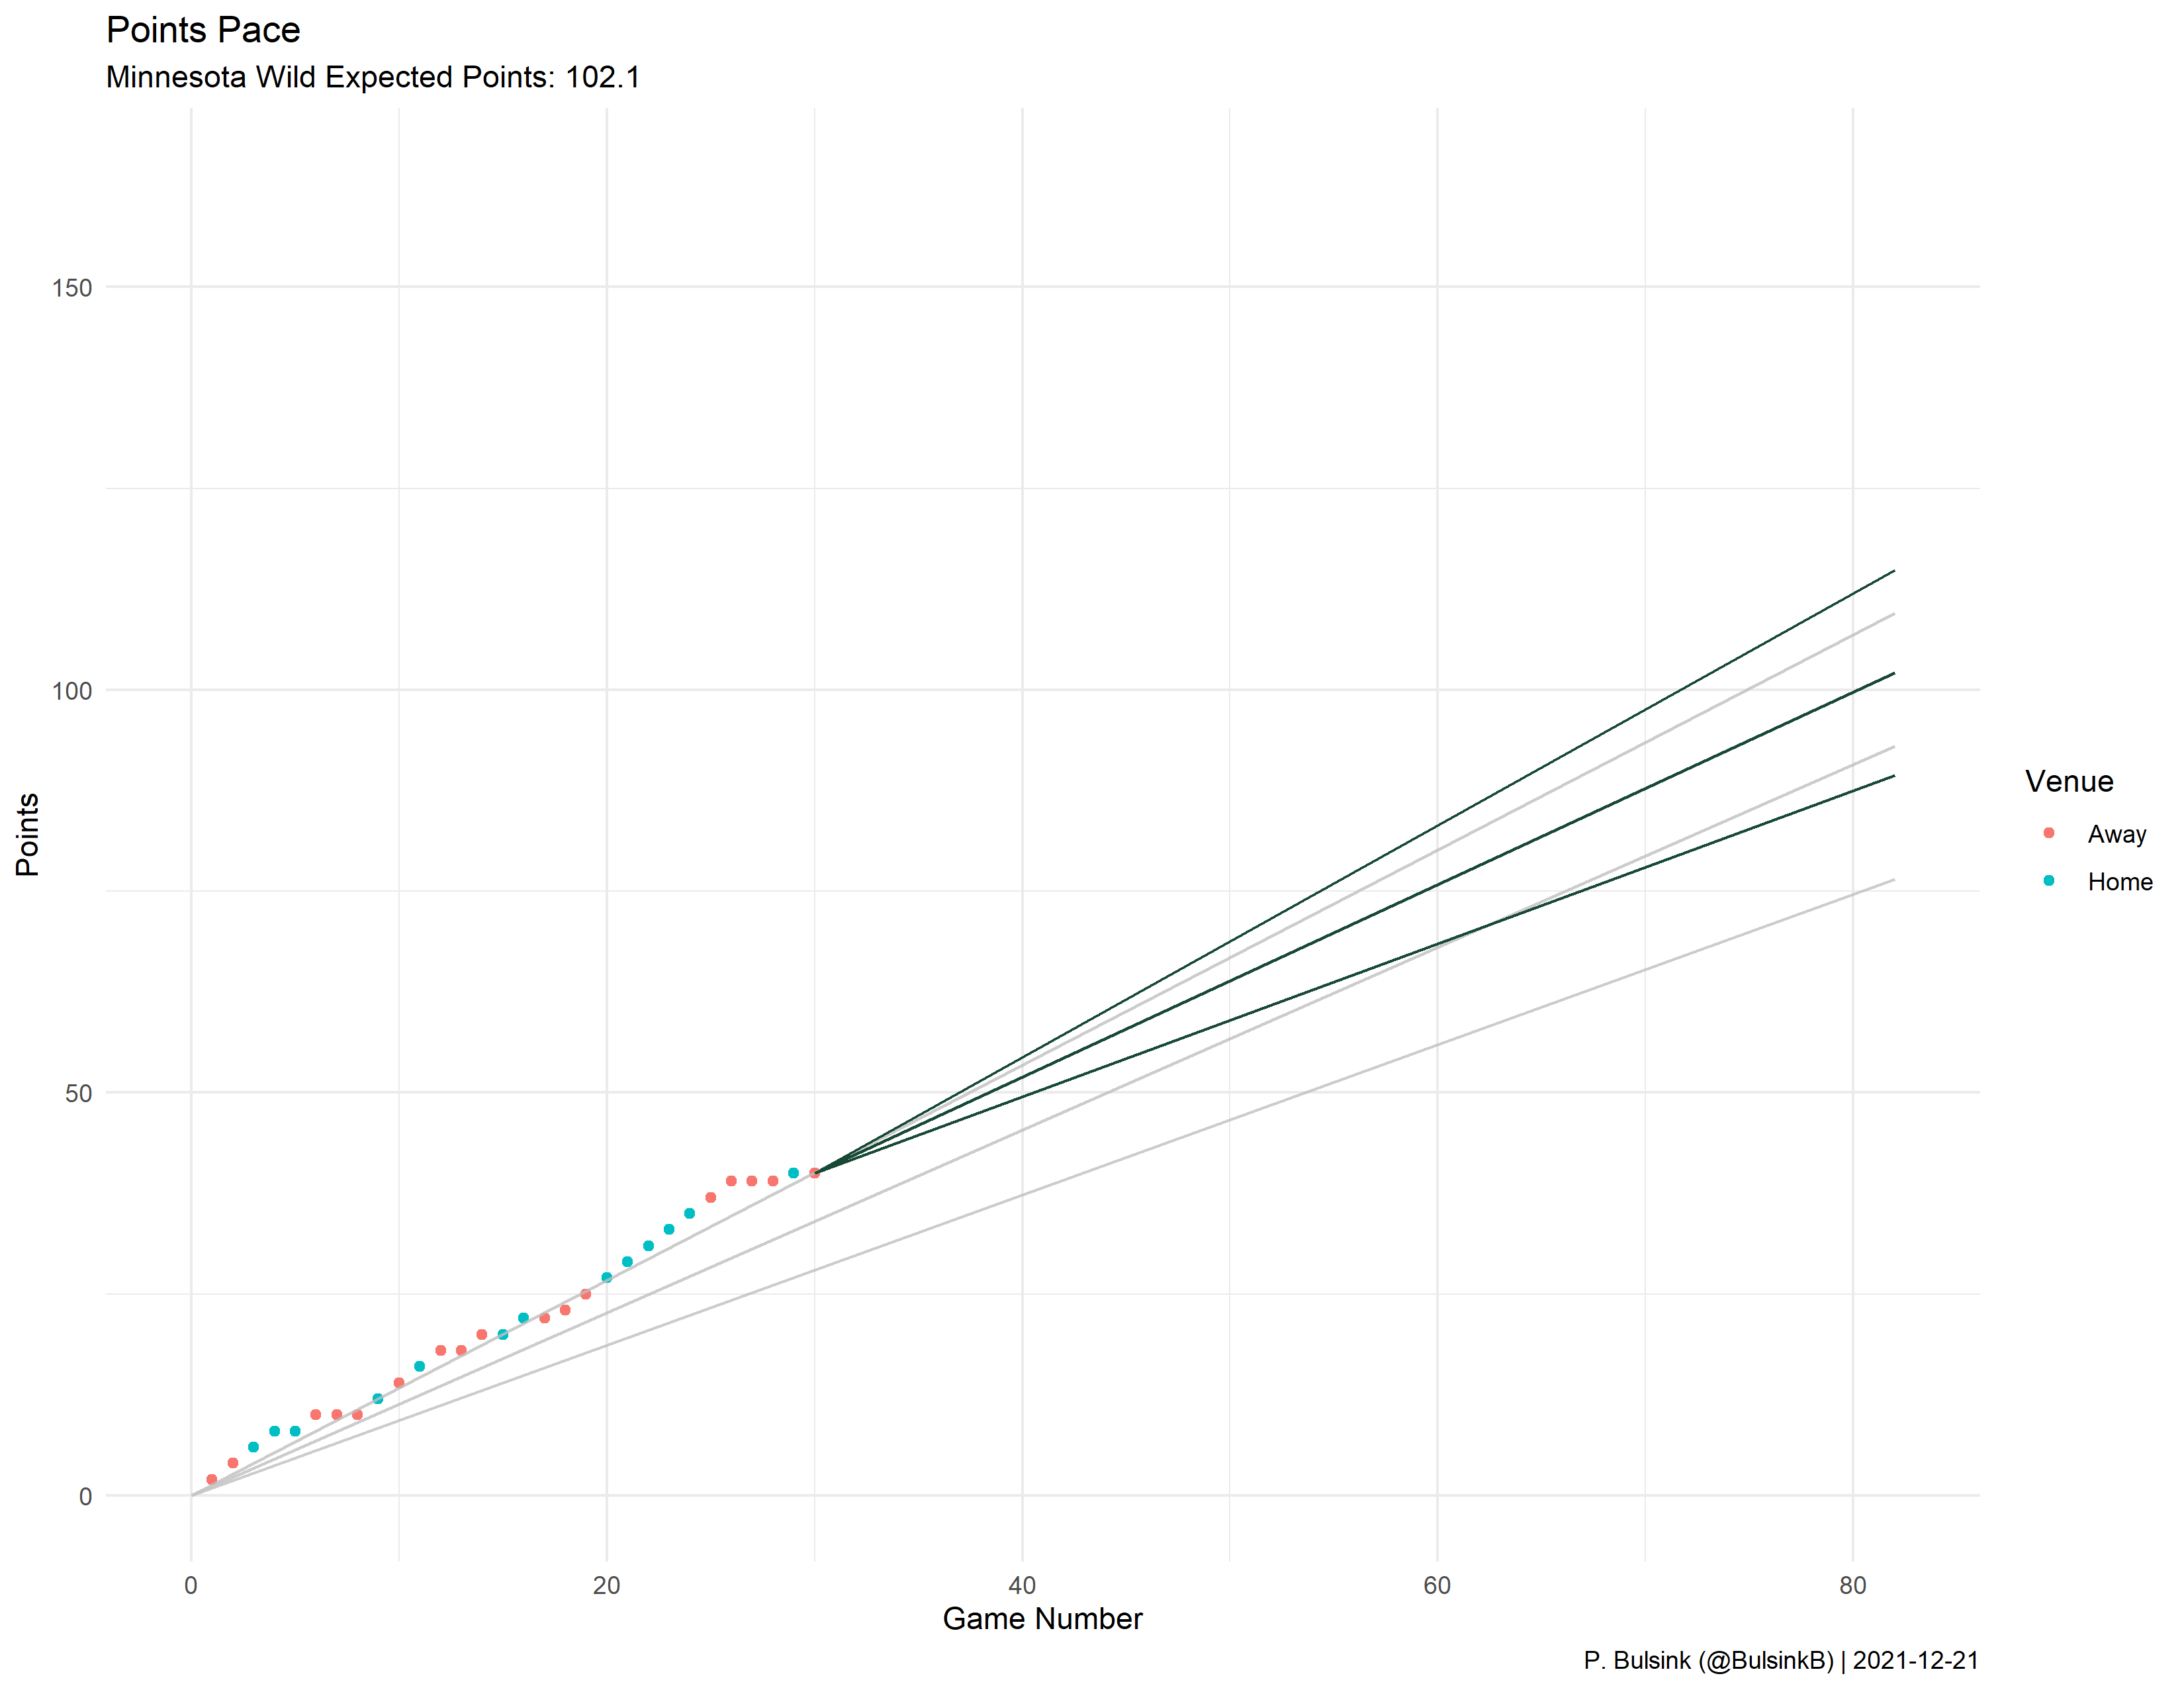 Points Pace
Minnesota Wild Expected Points: 102.1
150
100
50
0
Points
0 20 40 60 80
Game Number
Venue
Away
Home
P. Bulsink (@BulsinkB) | 2021-12-21